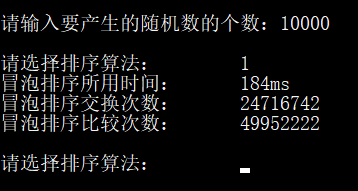 请输入要产生的随机数的个数：10000
请选择排序算法： 1
冒泡排序所用时间： 184ms
冒泡排序交换次数： 24716742
冒泡排序比较次数： 49952222
请选择排序算法：